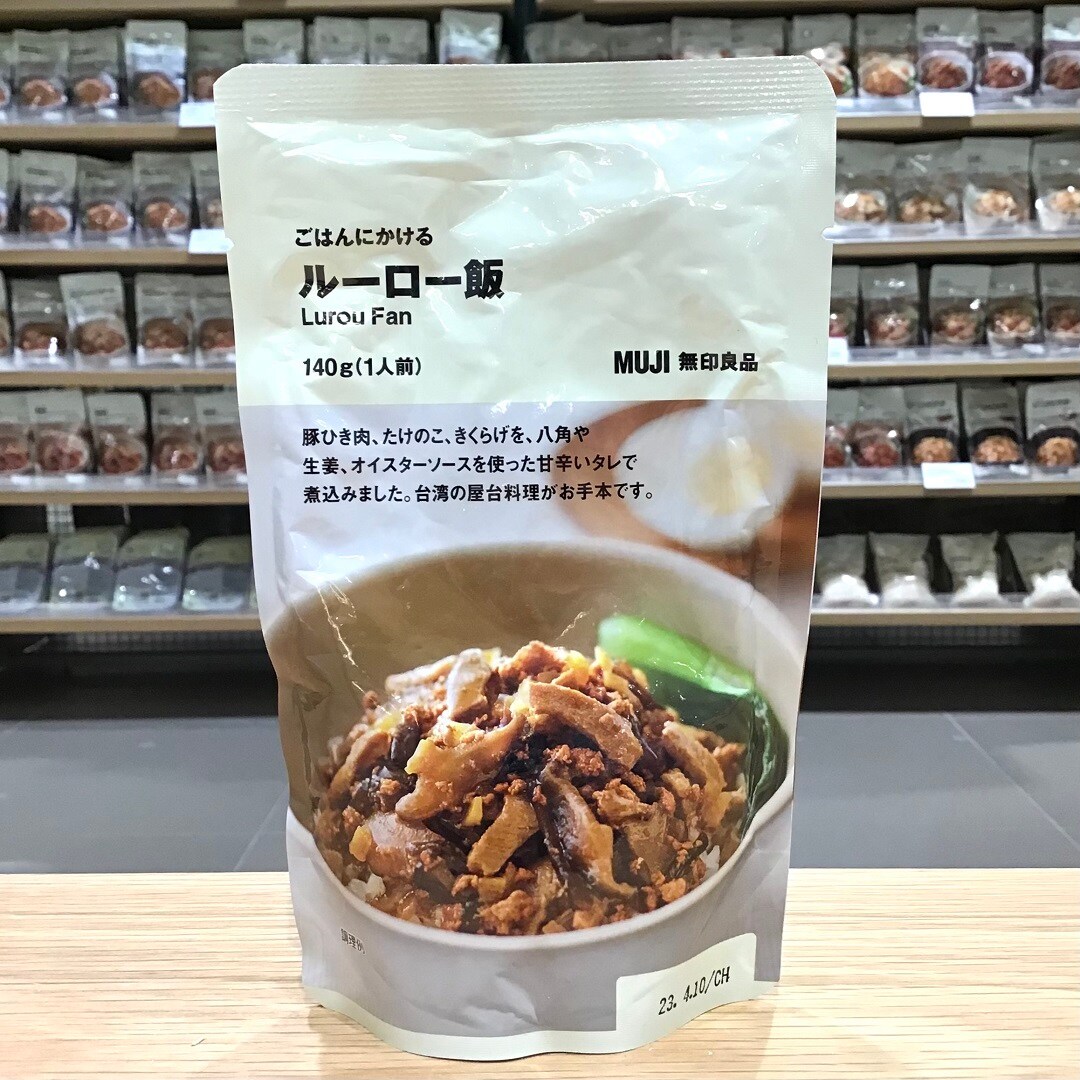 ごはんにかける
ルーロー飯
Lurou Fan
140g(1人前)
MUJI 無印良品
豚ひき肉、たけのこ、きくらげを、八角や
生姜、オイスターソースを使った甘辛いタレで
煮込みました。台湾の屋台料理がお手本です。
調理例
23. 4.10/CH